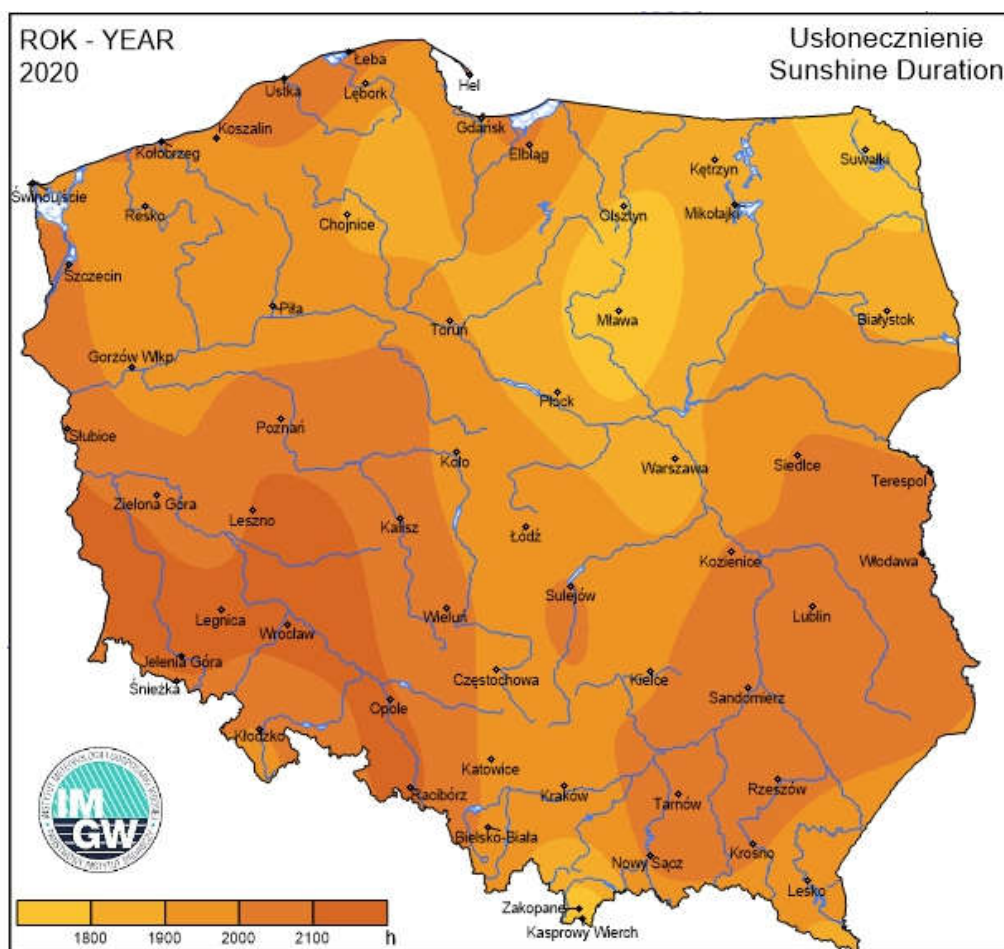 ROK - YEAR
2020
Usłonecznienie
Sunshine Duration
Łeba
Ustka
Lębork
Hel
Koszalin
Gdańsk
Kołobrzeg
Elbląg
Suwałki
Kętrzyn
Świnoujście
Resko
Chojnice
Olsztyn
Mikołajki
Szczecin
Piła
Toruń
Mława
Białystok
Gorzów Wlkp
Płock
Słubice
Poznań
Koło
Warszawa
Siedlce
Terespol
Zielona Góra
Leszno
Kalisz
Łódź
Kozienice
Włodawa
Sulejów
Legnica
Wrocław
Wieluń
Lublin
Jelenia Góra
Śnieżka
Częstochowa
Kielce
Sandomierz
Opole
Kłodzko
Katowice
Racibórz
Kraków
Tarnów
Rzeszów
Bielsko-Biała
Nowy Sącz
Krosno
Lesko
Zakopane
Kasprowy Wierch
IM
GW
1800 1900 2000 2100 h